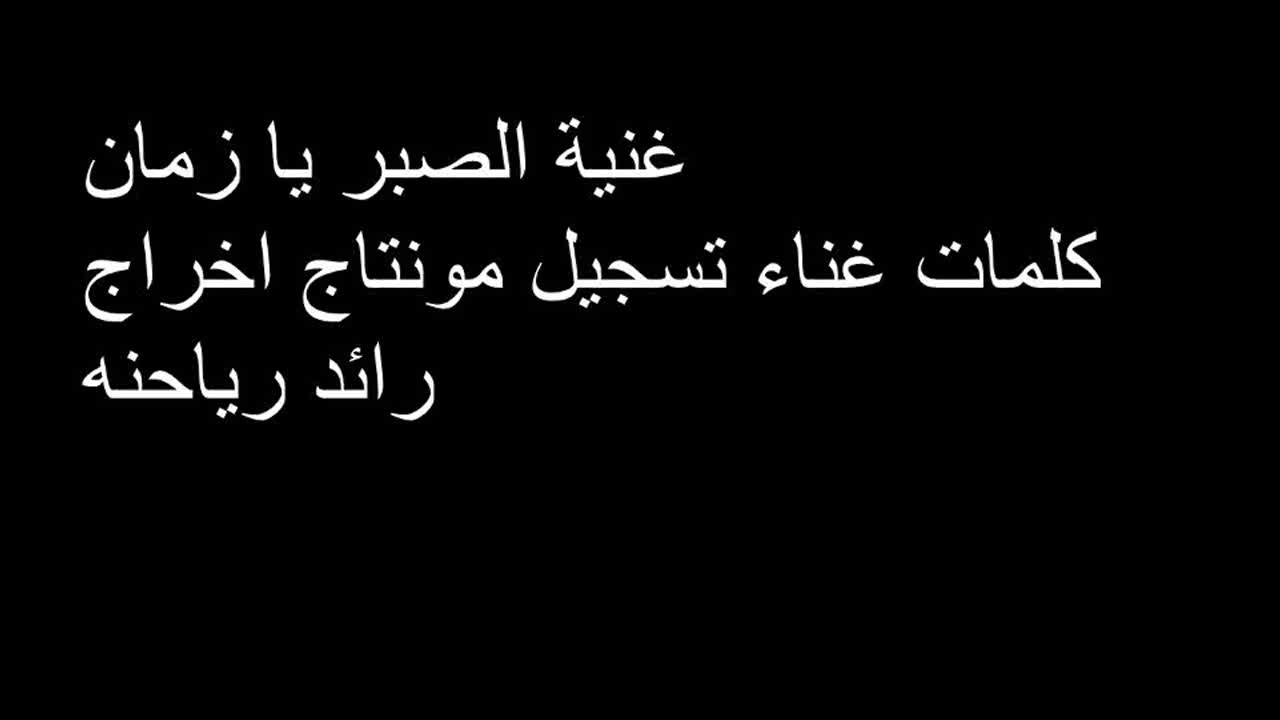 غنية الصبر يا زمان
كلمات غناء تسجيل مونتاج اخراج
رائد رياحنه